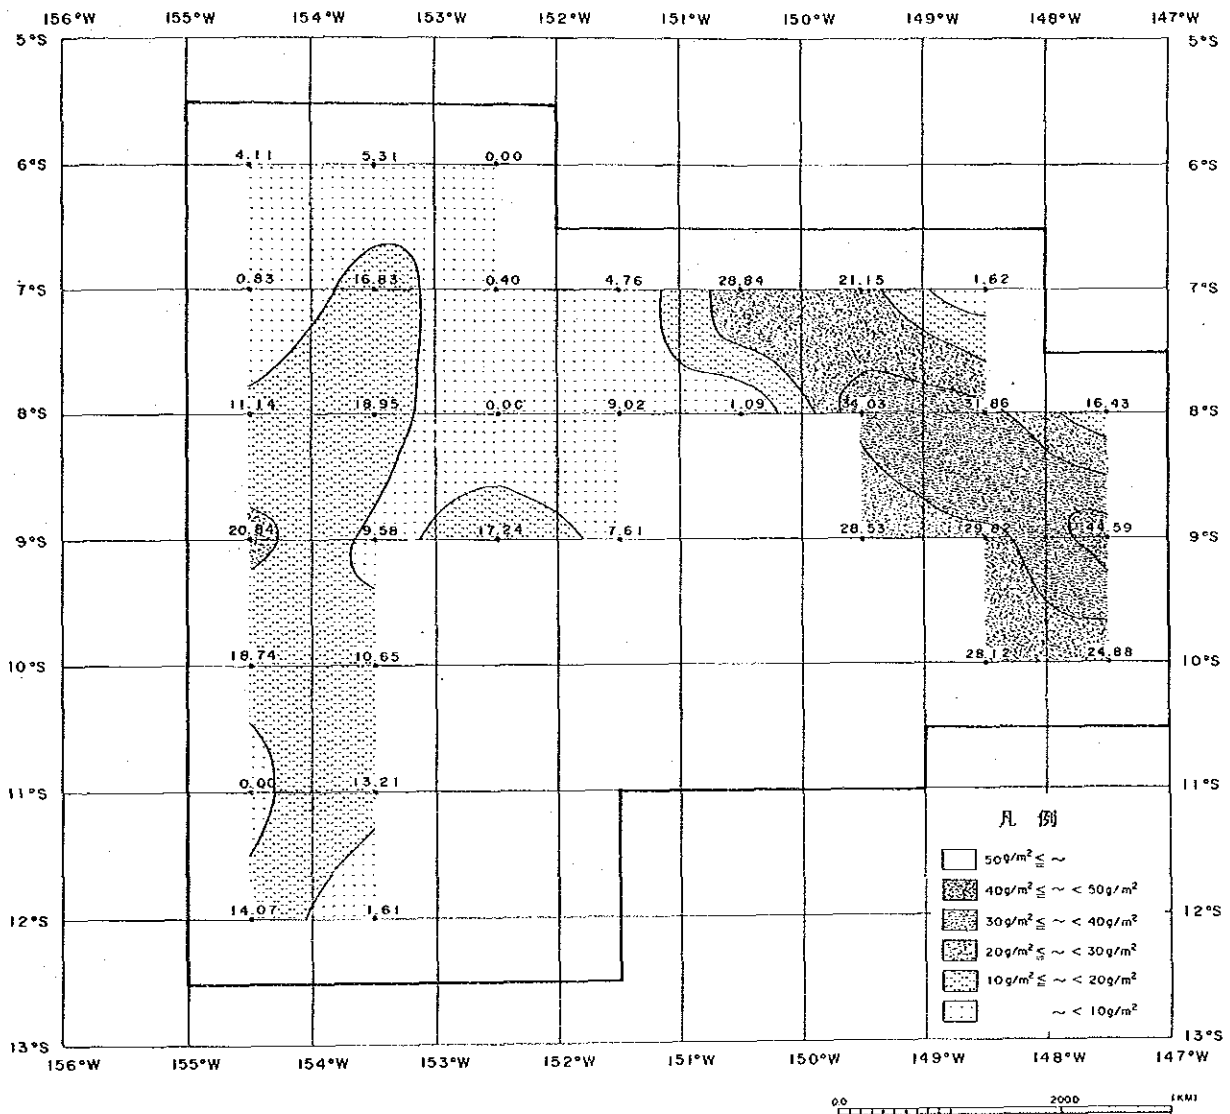 156°W 155°W 154°W 153°W 152°W 151°W 150°W 149°W 148°W 147°W
5°S 5°S
4.11 5.31 0.00
6°S 6°S
0.83 16.83 0.40 4.76 28.84 21.15 1.62
7°S 7°S
11.14 18.95 0.00 9.02 1.09 34.03 31.86 16.43
8°S 8°S
20.84 9.58 17.24 7.61 28.53 29.82 44.59
9°S 9°S
18.74 10.65 28.12 24.88
10°S 10°S
0.00 13.21
11°S 11°S
凡例
50g/m²≦ ~
40g/m²≦ ~ < 50g/m²
30g/m²≦ ~ < 40g/m²
20g/m²≦ ~ < 30g/m²
10g/m²≦ ~ < 20g/m²
~ < 10g/m²
14.07 1.61
12°S 12°S
13°S 13°S
156°W 155°W 154°W 153°W 152°W 151°W 150°W 149°W 148°W 147°W
0.0 200.0 (KM)